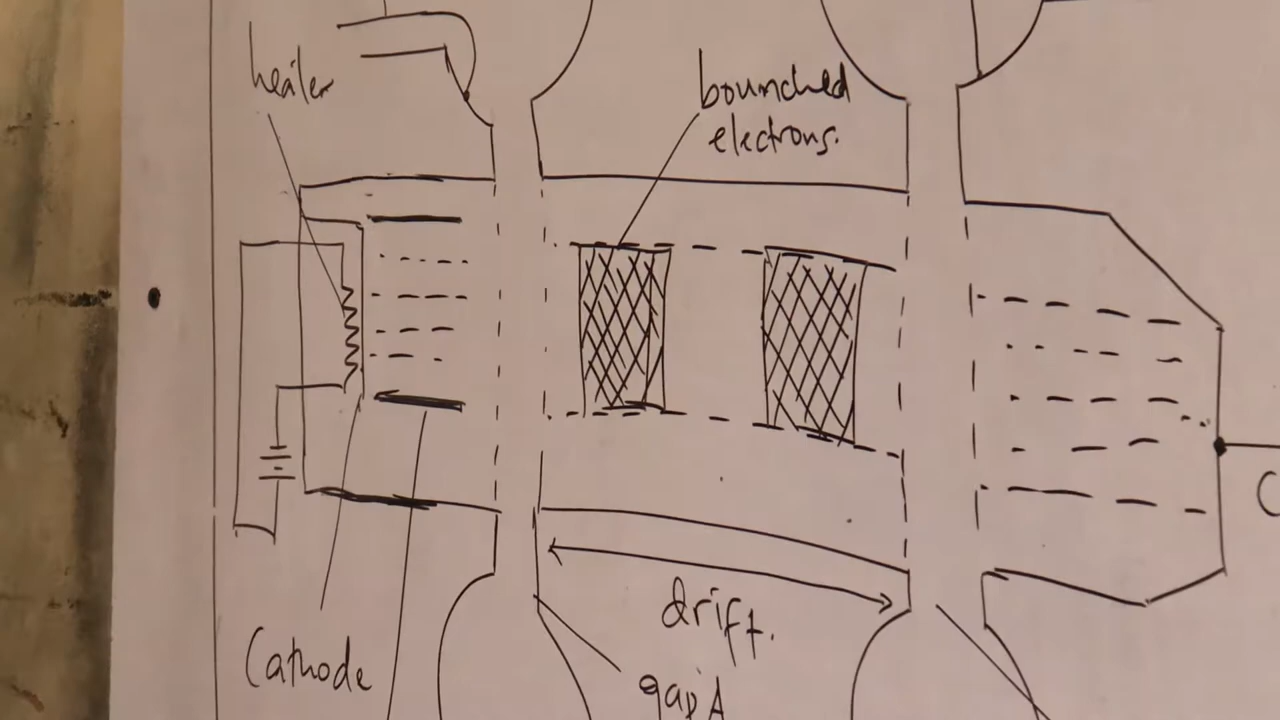 heater
bounched
electrons.
drift.
Cathode
gap A
C